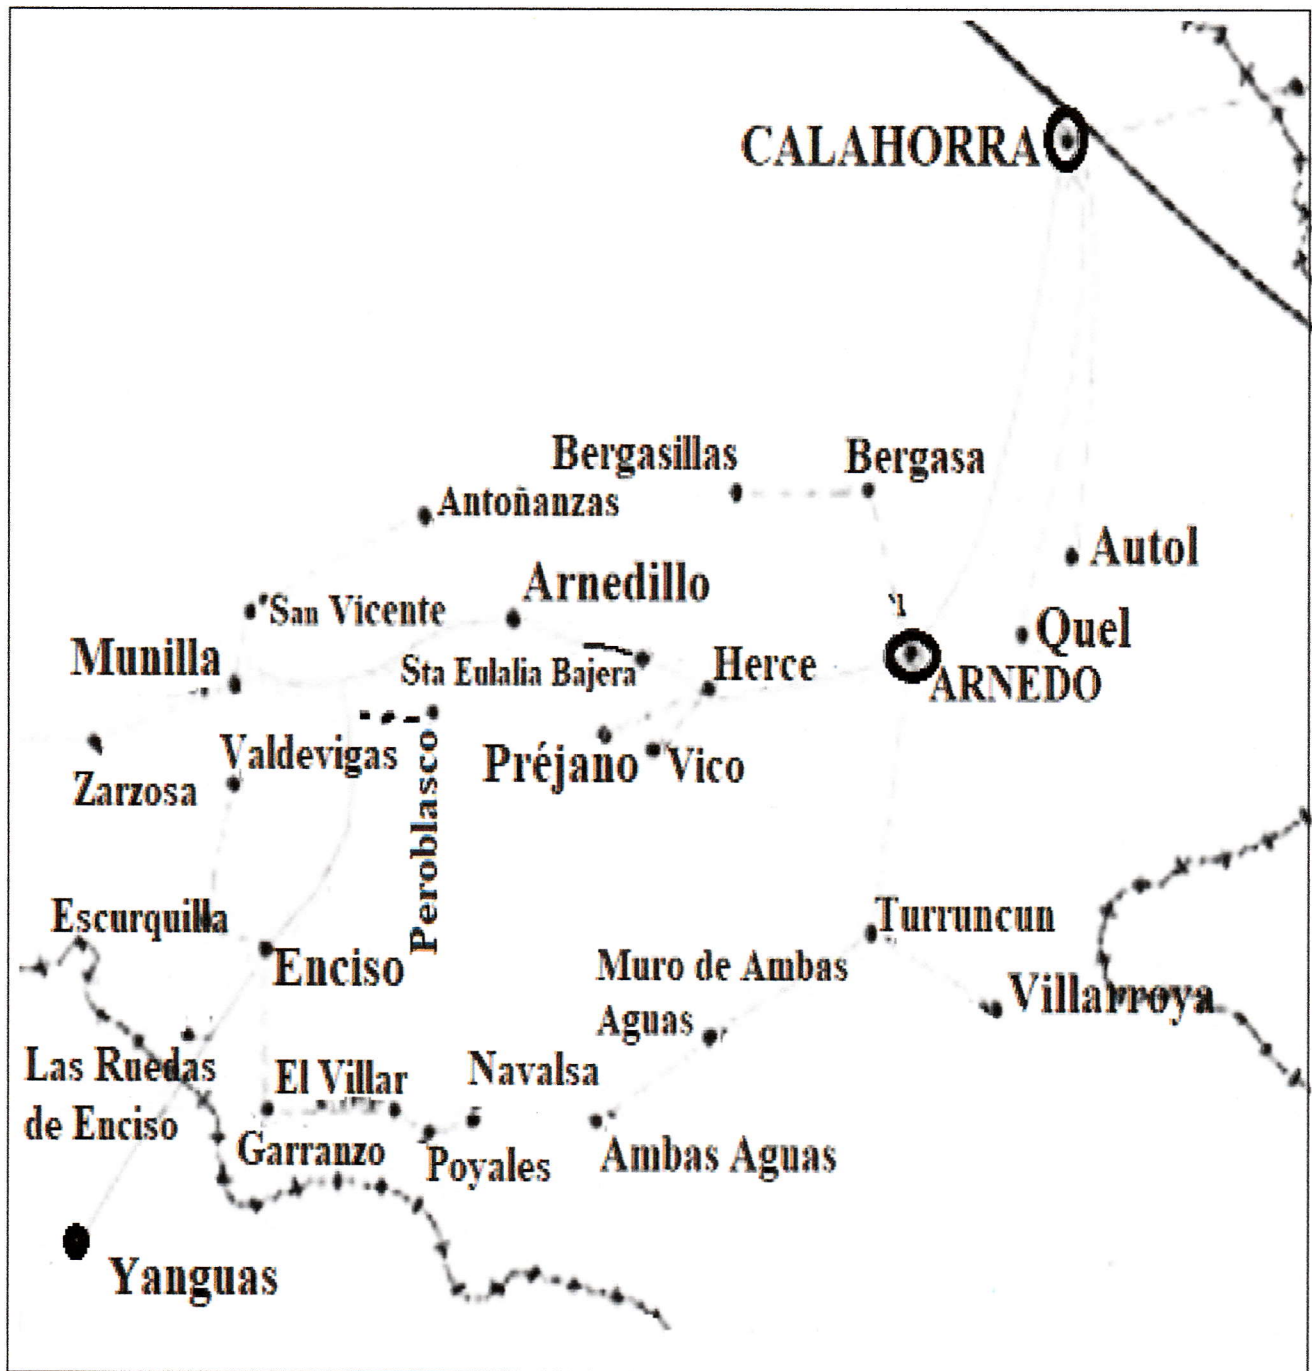 CALAHORRA
Bergasillas
Bergasa
Antoñanzas
Autol
Arnedillo
San Vicente
Quel
Munilla
Sta Eulalia Bajera
Herce
ARNEDO
Valdevigas
Préjano
Vico
Zarzosa
Peroblasco
Escurquilla
Turruncun
Enciso
Muro de Ambas
Aguas
Villarroya
Las Ruedas
de Enciso
El Villar
Navalsa
Garranzo
Poyales
Ambas Aguas
Yanguas